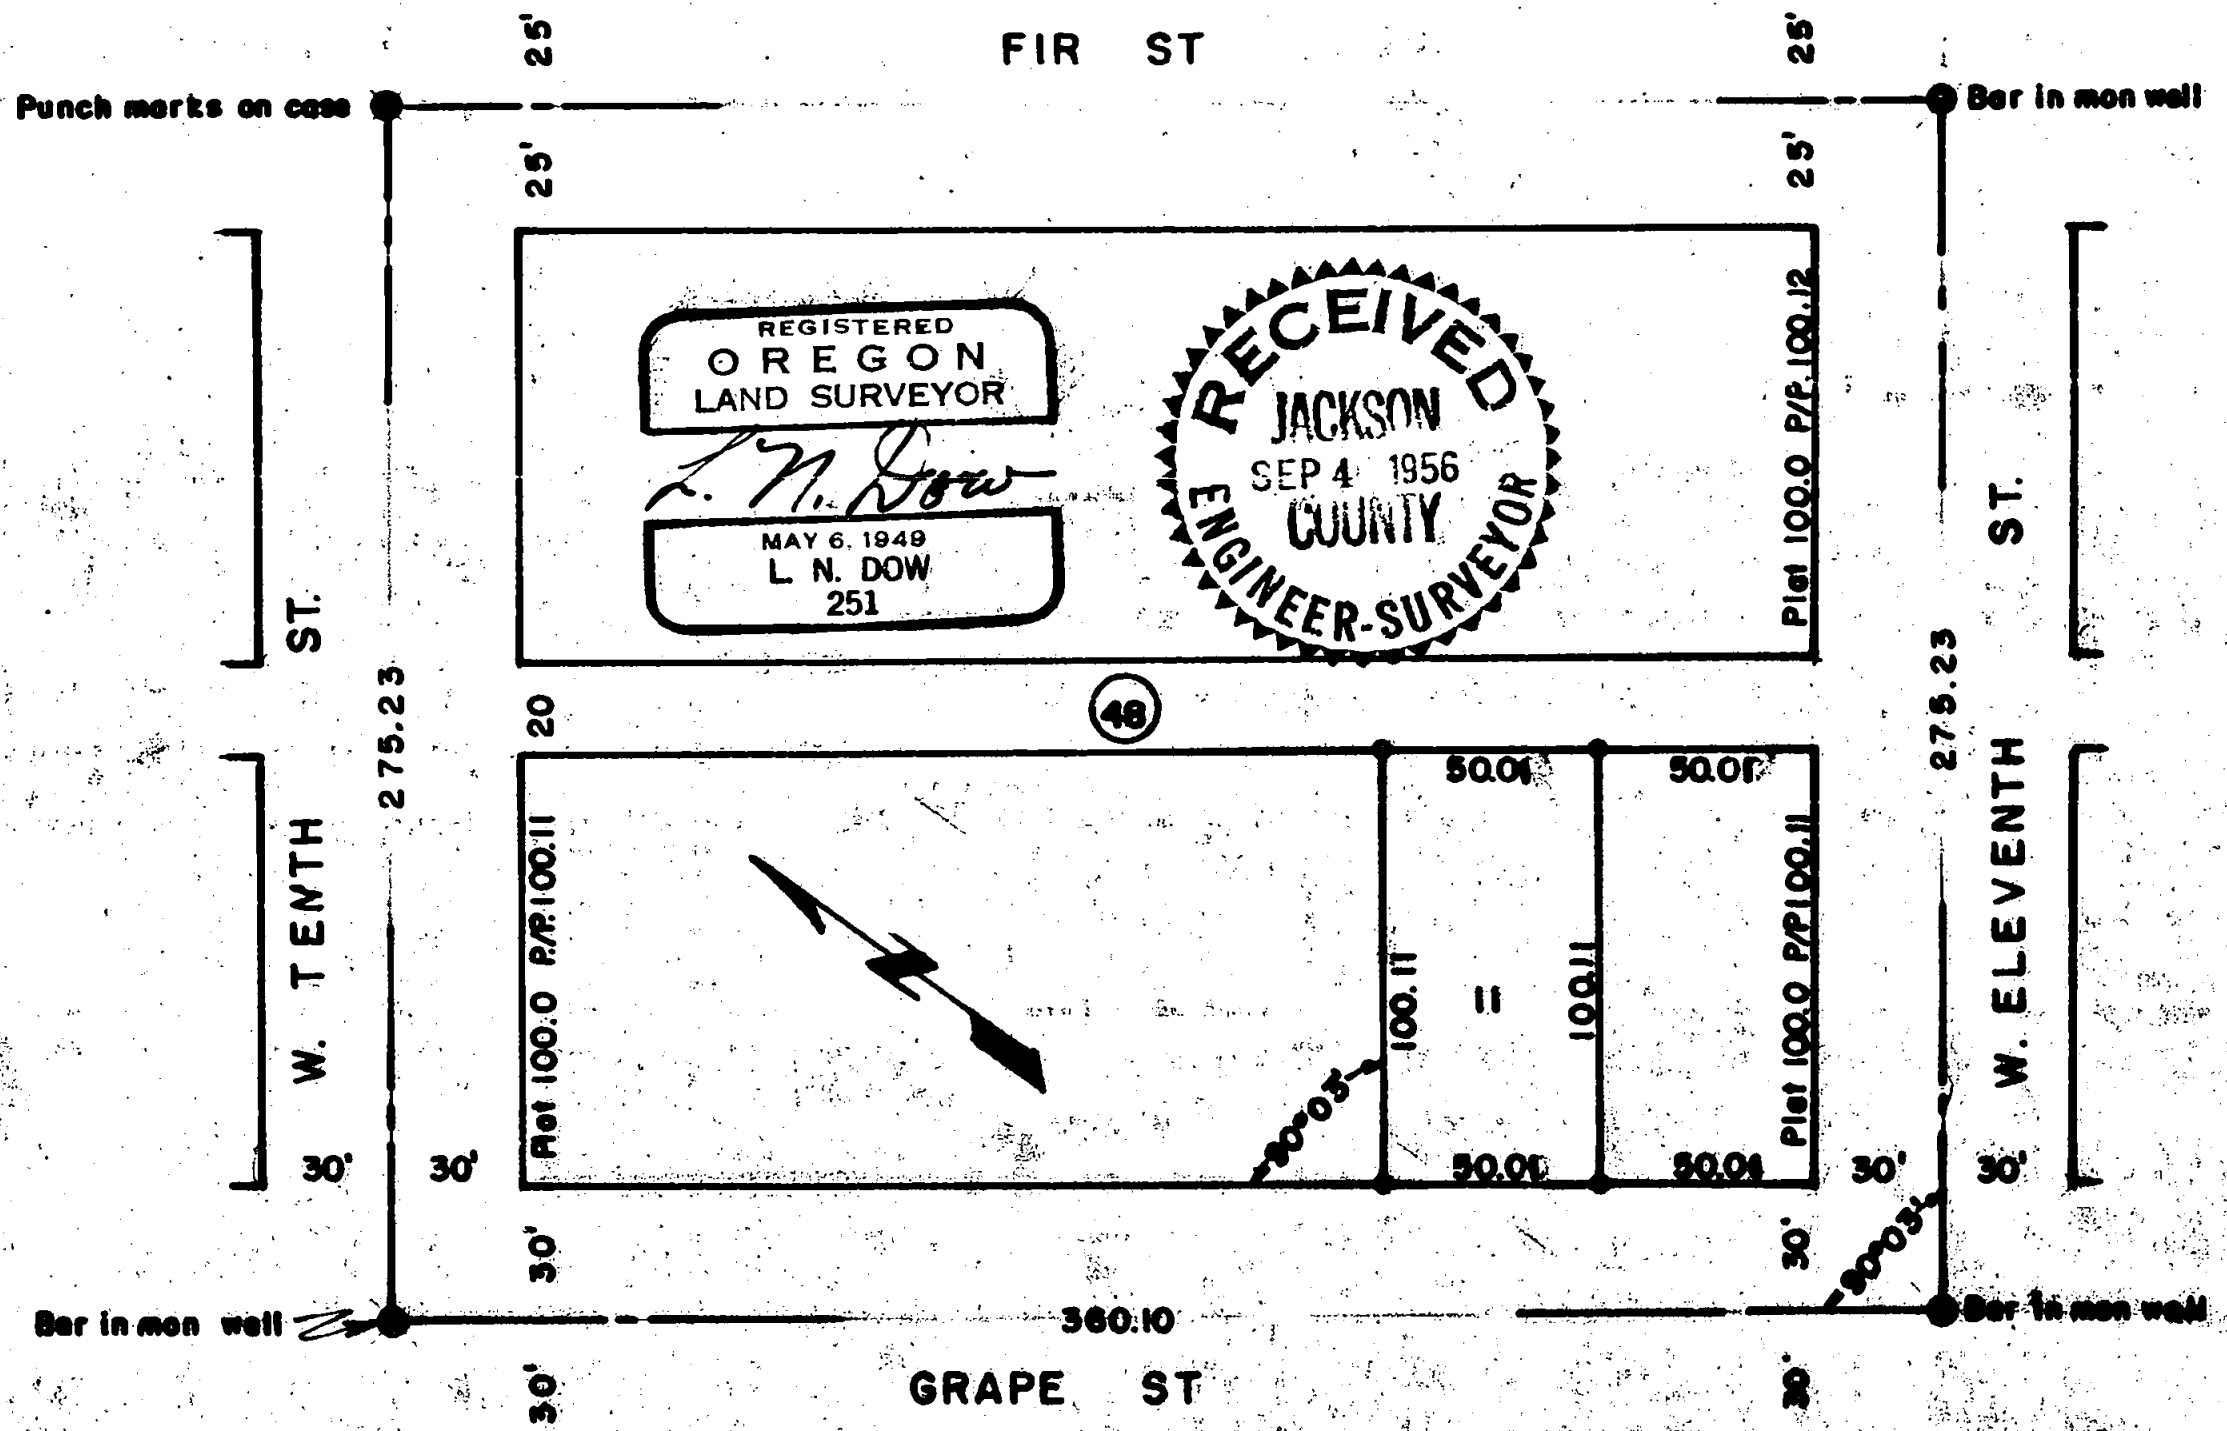 25'
FIR ST
25'
Punch marks on case
Bar in mon well
25'
25'
REGISTERED
OREGON
LAND SURVEYOR
L. N. Dow
MAY 6, 1949
L. N. DOW
251
RECEIVED
JACKSON
SEP 4 1956
COUNTY
ENGINEER-SURVEYOR
Plat 100.0 P/P. 100.12
W. TENTH ST.
275.23
20
48
275.23
W. ELEVENTH ST.
50.01
50.01
Plat 100.0 P/P. 100.11
N
100.11
11
100.11
Plat 100.0 P/P 100.11
90°03'
30'
30'
50.01
50.01
30'
30'
30'
30'
90°03'
Bar in mon well
360.10
Bar in mon well
30'
GRAPE ST
30'